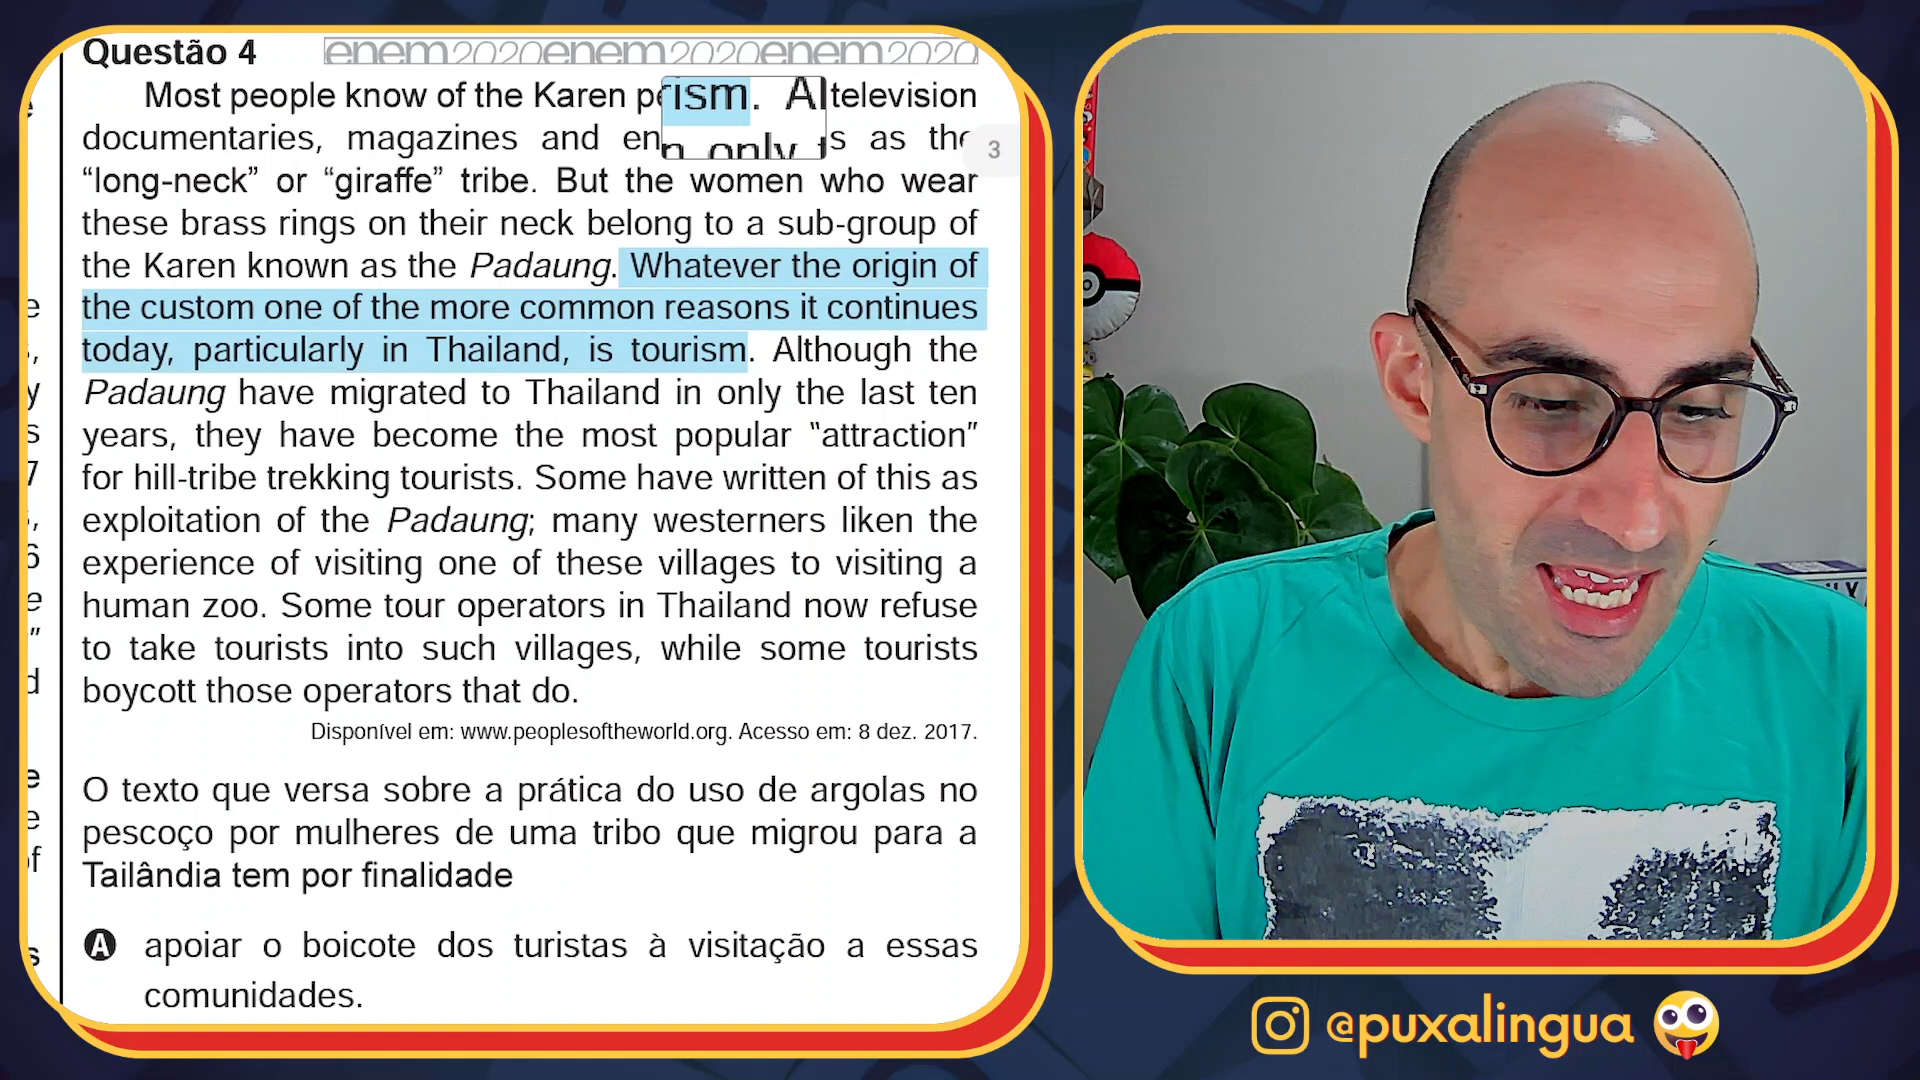 Questão 4
enem2020enem2020enem2020
Most people know of the Karen television
documentaries, magazines and as the
“long-neck” or “giraffe” tribe. But the women who wear
these brass rings on their neck belong to a sub-group of
the Karen known as the Padaung. Whatever the origin of
the custom one of the more common reasons it continues
today, particularly in Thailand, is tourism. Although the
Padaung have migrated to Thailand in only the last ten
years, they have become the most popular “attraction”
for hill-tribe trekking tourists. Some have written of this as
exploitation of the Padaung; many westerners liken the
experience of visiting one of these villages to visiting a
human zoo. Some tour operators in Thailand now refuse
to take tourists into such villages, while some tourists
boycott those operators that do.
Disponível em: www.peoplesoftheworld.org. Acesso em: 8 dez. 2017.
O texto que versa sobre a prática do uso de argolas no
pescoço por mulheres de uma tribo que migrou para a
Tailândia tem por finalidade
A apoiar o boicote dos turistas à visitação a essas
comunidades.
rism. Al
n only t
3
@puxalingua